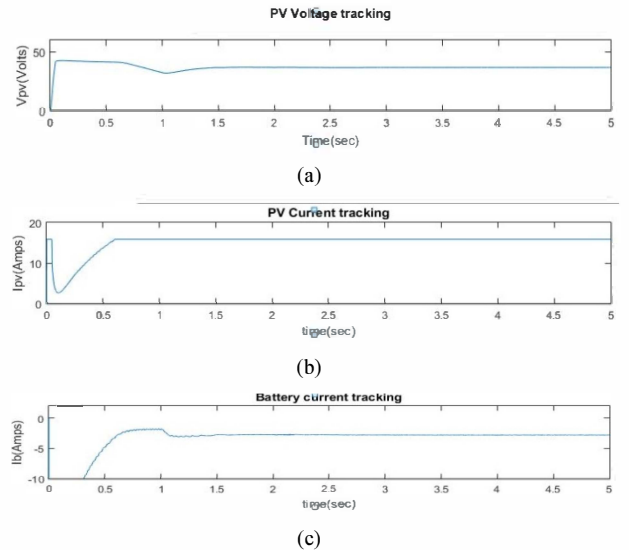 PV Voltage tracking
50
0
Vpv(Volts)
0 0.5 1 1.5 2 2.5 3 3.5 4 4.5 5
Time(sec)
(a)
PV Current tracking
20
10
0
Ipv(Amps)
0 0.5 1 1.5 2 2.5 3 3.5 4 4.5 5
time(sec)
(b)
Battery current tracking
0
-5
-10
Ib(Amps)
0 0.5 1 1.5 2 2.5 3 3.5 4 4.5 5
time(sec)
(c)